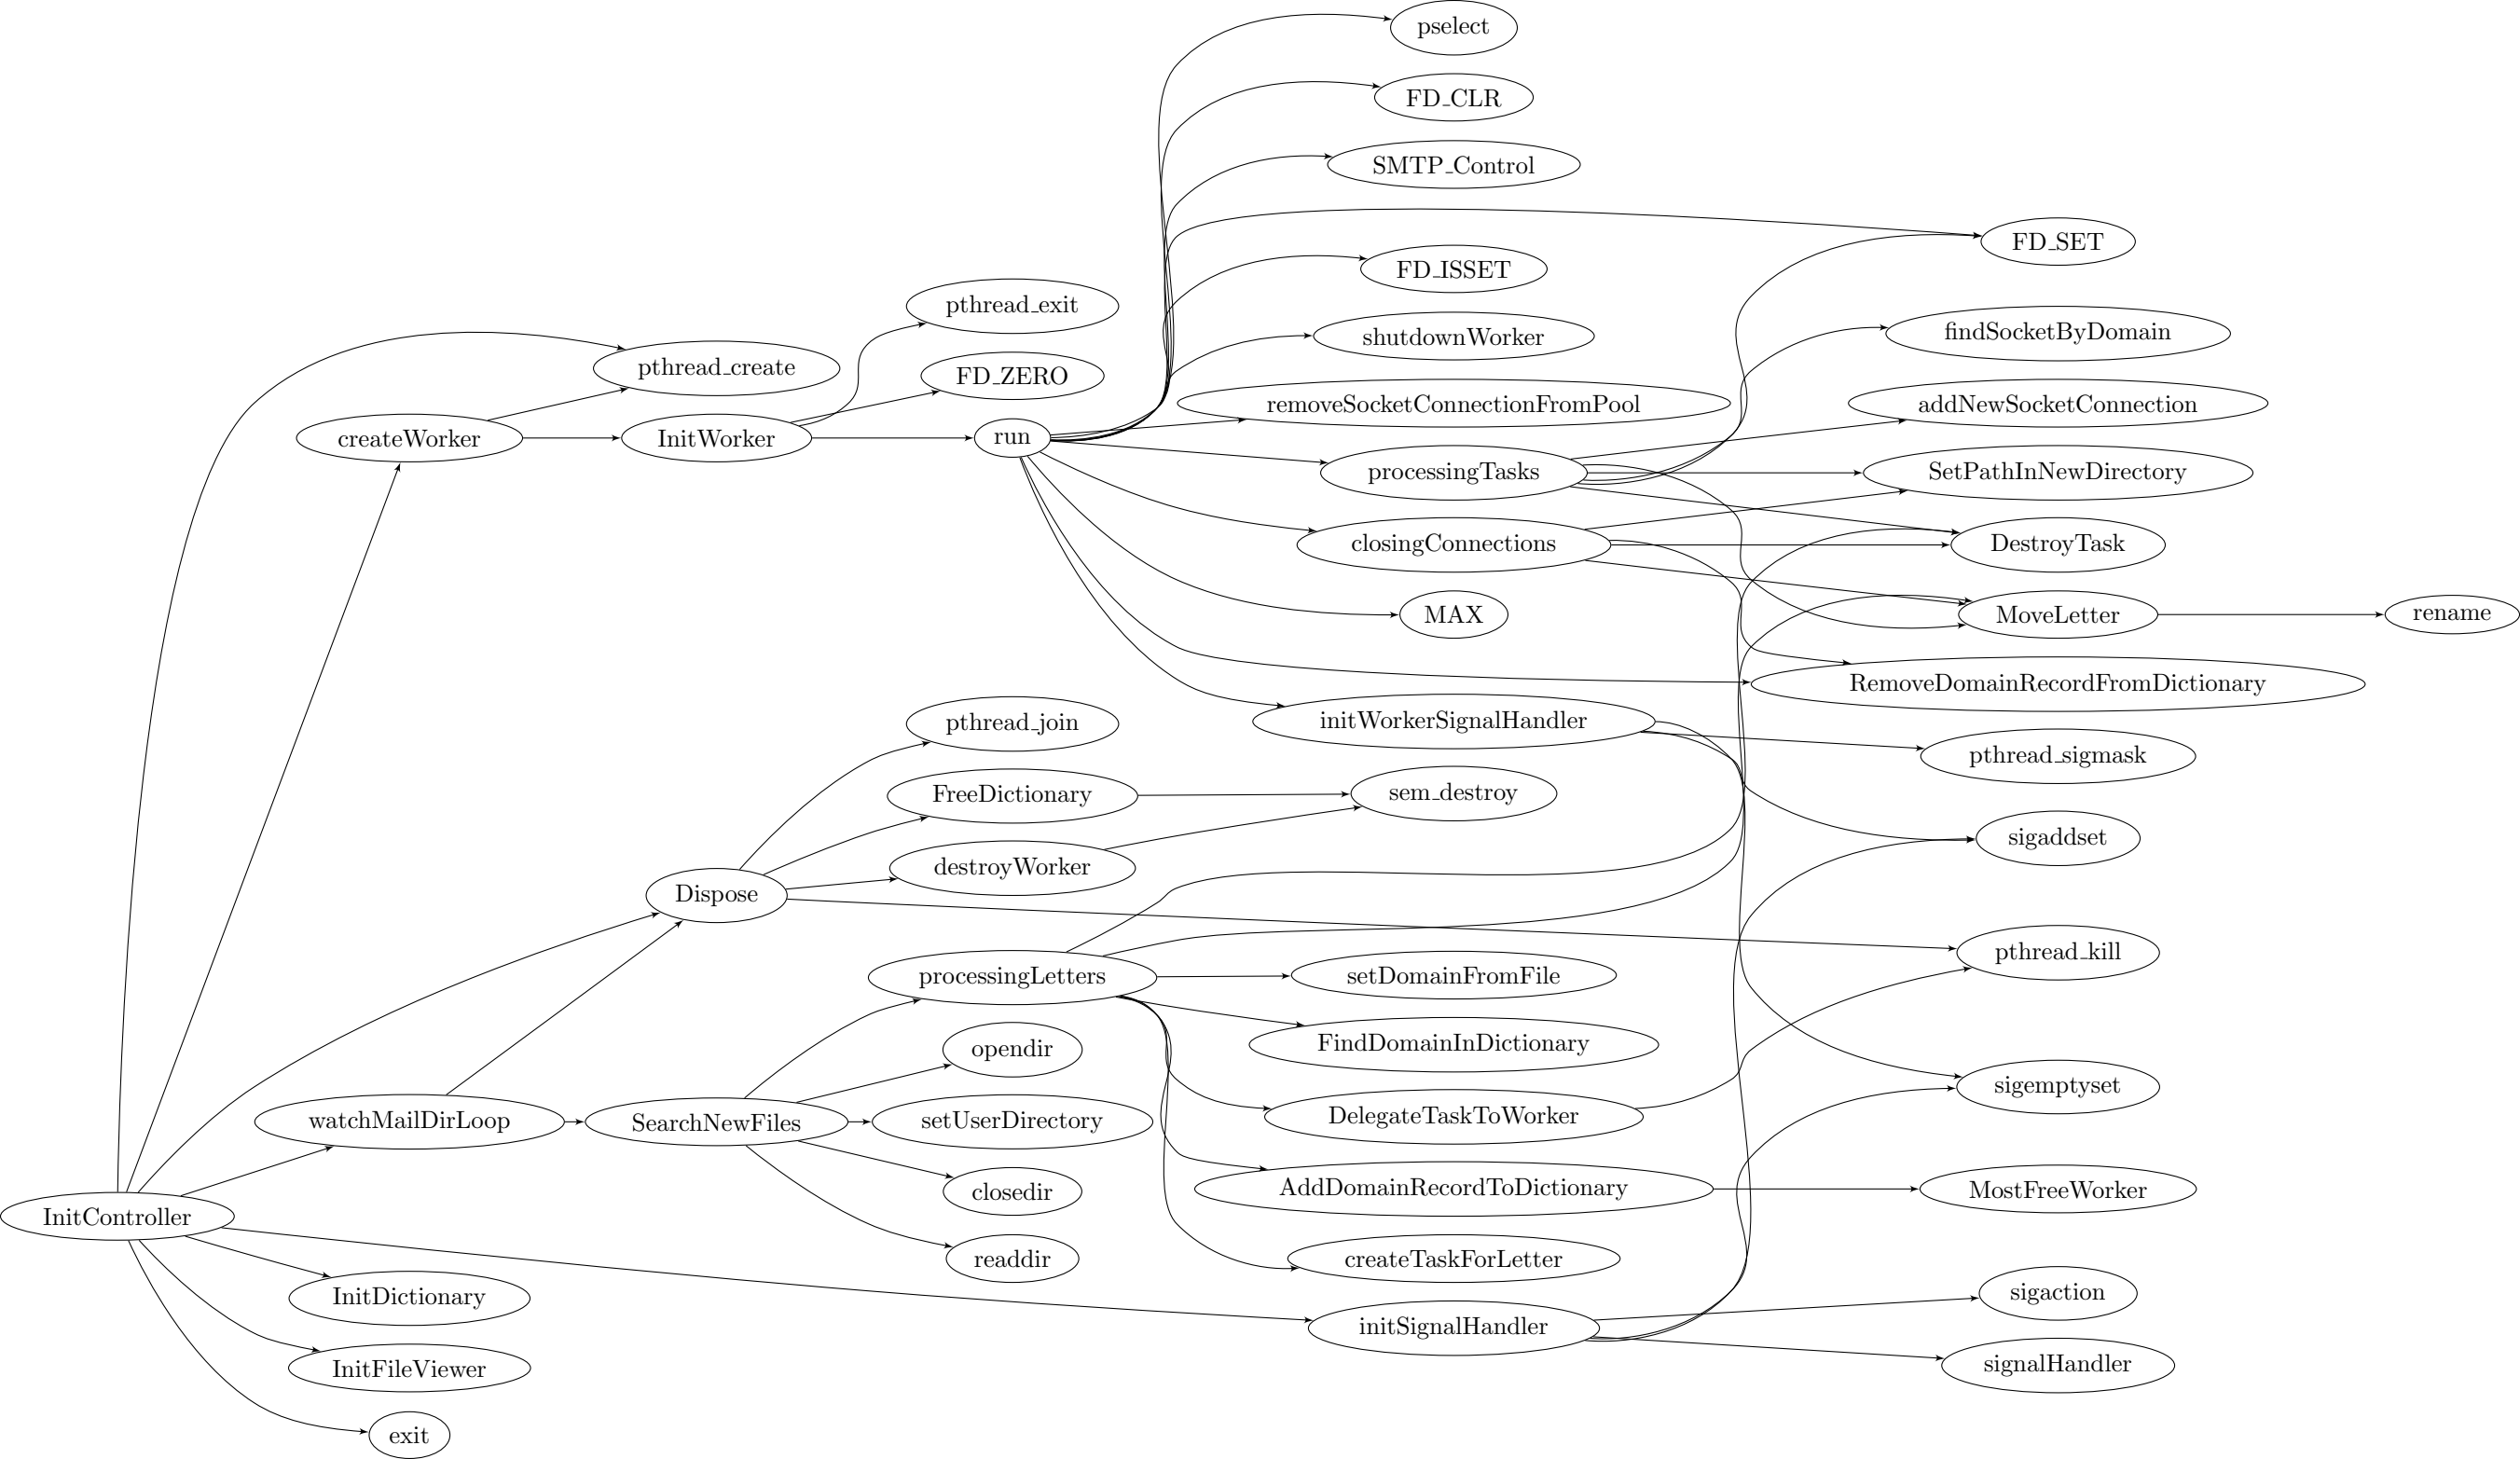 pselect
FD_CLR
SMTP_Control
FD_SET
FD_ISSET
pthread_exit
findSocketByDomain
shutdownWorker
pthread_create
FD_ZERO
removeSocketConnectionFromPool
addNewSocketConnection
createWorker
InitWorker
run
processingTasks
SetPathInNewDirectory
closingConnections
DestroyTask
MAX
MoveLetter
rename
RemoveDomainRecordFromDictionary
pthread_join
initWorkerSignalHandler
pthread_sigmask
FreeDictionary
sem_destroy
sigaddset
destroyWorker
Dispose
pthread_kill
processingLetters
setDomainFromFile
opendir
FindDomainInDictionary
sigemptyset
watchMailDirLoop
SearchNewFiles
setUserDirectory
DelegateTaskToWorker
closedir
AddDomainRecordToDictionary
MostFreeWorker
InitController
readdir
createTaskForLetter
InitDictionary
sigaction
initSignalHandler
InitFileViewer
signalHandler
exit